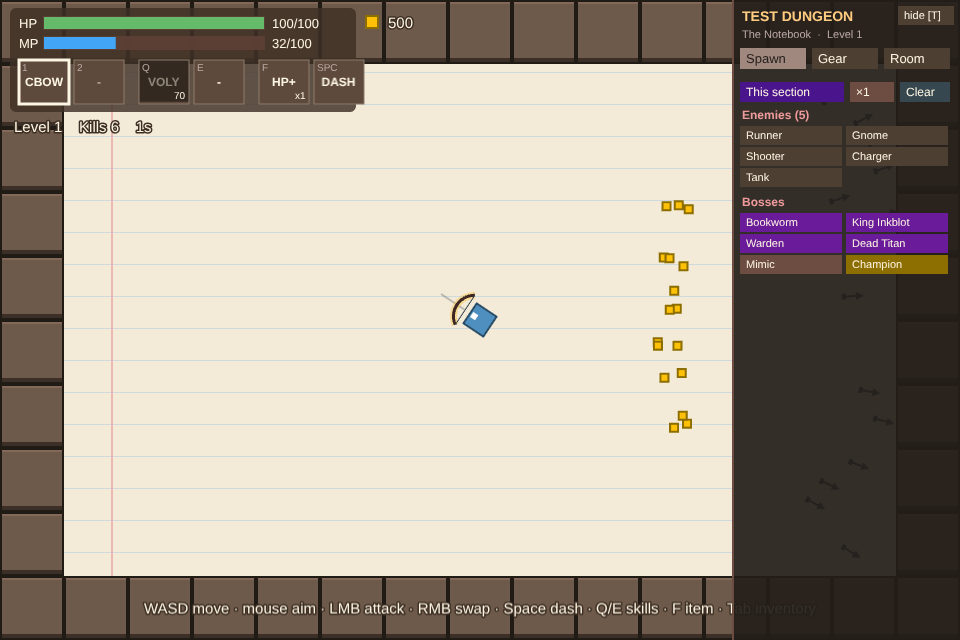 HP 100/100 500
MP 32/100
1 CBOW 2 - Q VOLY 70 E - F HP+ x1 SPC DASH
Level 1 Kills 6 1s
TEST DUNGEON hide [T]
The Notebook · Level 1
Spawn Gear Room
This section ×1 Clear
Enemies (5)
Runner Gnome
Shooter Charger
Tank
Bosses
Bookworm King Inkblot
Warden Dead Titan
Mimic Champion
WASD move · mouse aim · LMB attack · RMB swap · Space dash · Q/E skills · F item · Tab inventory